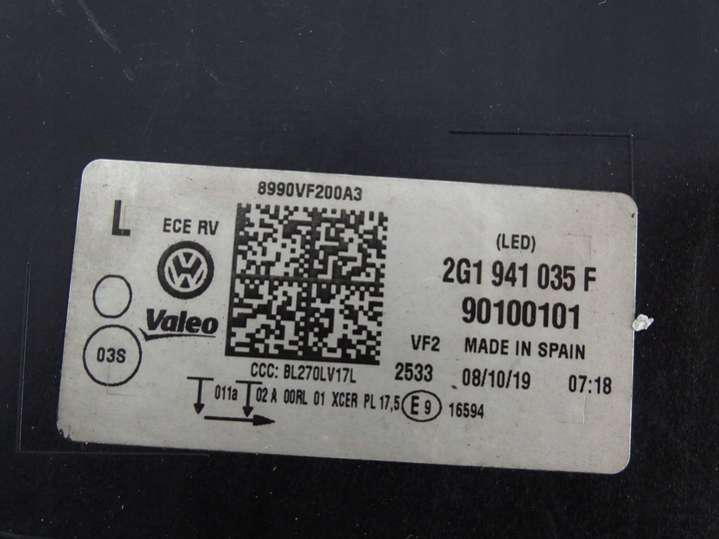 8990VF200A3
L
ECE RV
(LED)
2G1 941 035 F
90100101
Valeo
VF2 MADE IN SPAIN
03S
CCC: BL270LV17L
2533 08/10/19 07:18
011a 02 A 00RL 01 XCER PL 17,5 E9 16594